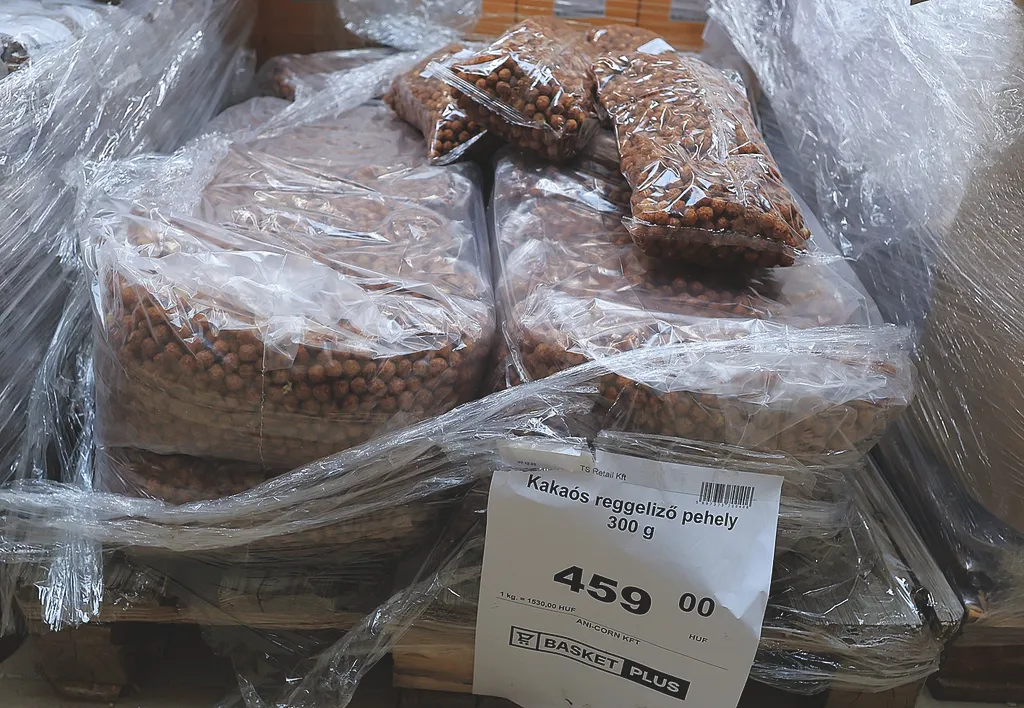 TS Retail Kft
Kakaós reggeliző pehely
300 g
459 00
1 kg. = 1530,00 HUF
HUF
ANI-CORN KFT
BASKET PLUS